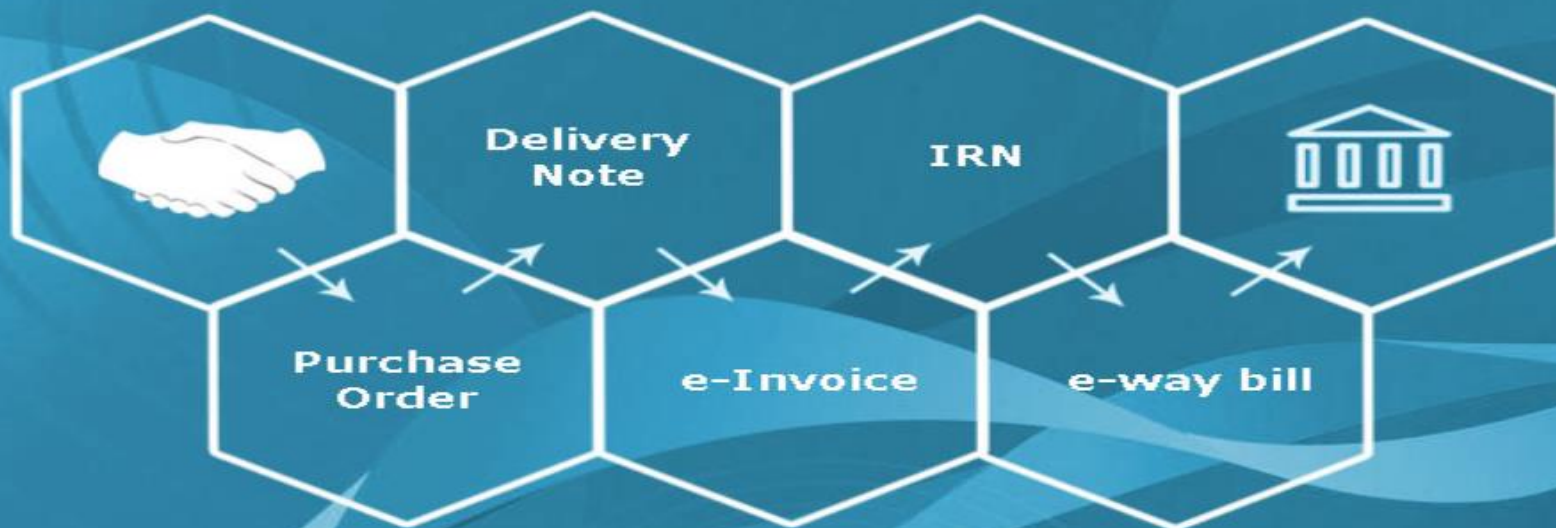 Delivery
Note
IRN
Purchase
Order
e-Invoice
e-way bill